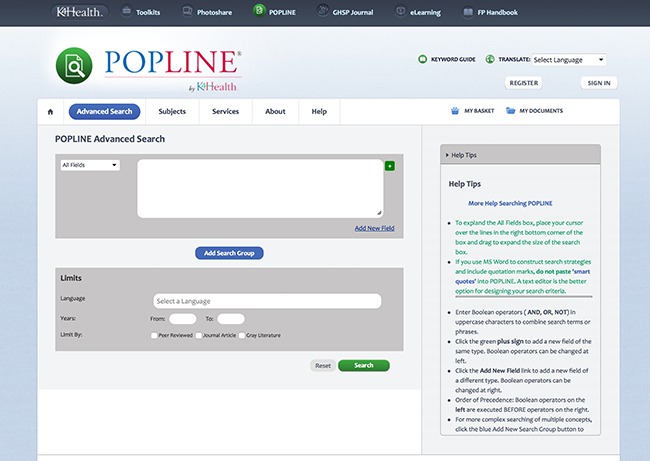 K4Health. Toolkits Photoshare POPLINE GHSP Journal eLearning FP Handbook
POPLINE®
by K4Health
KEYWORD GUIDE TRANSLATE: Select Language
REGISTER SIGN IN
Advanced Search Subjects Services About Help MY BASKET MY DOCUMENTS
POPLINE Advanced Search
All Fields
+
Add New Field
Add Search Group
Limits
Language Select a Language
Years: From: To:
Limit By: Peer Reviewed Journal Article Gray Literature
Reset Search
Help Tips
Help Tips
More Help Searching POPLINE
To expland the All Fields box, place your cursor
over the lines in the right bottom corner of the
box and drag to expand the size of the search
box.
If you use MS Word to construct search strategies
and include quotation marks, do not paste 'smart
quotes' into POPLINE. A text editor is the better
option for designing your search criteria.
Enter Boolean operators ( AND, OR, NOT) in
uppercase characters to combine search terms or
phrases.
Click the green plus sign to add a new field of the
same type. Boolean operators can be changed at
left.
Click the Add New Field link to add a new field of
a different type. Boolean operators can be
changed at right.
Order of Precedence: Boolean operators on the
left are executed BEFORE operators on the right.
For more complex searching of multiple concepts,
click the blue Add New Search Group button to